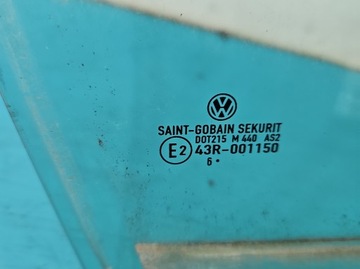 SAINT-GOBAIN SEKURIT
DOT215 M 440 AS2
E2 43R-001150
6 •